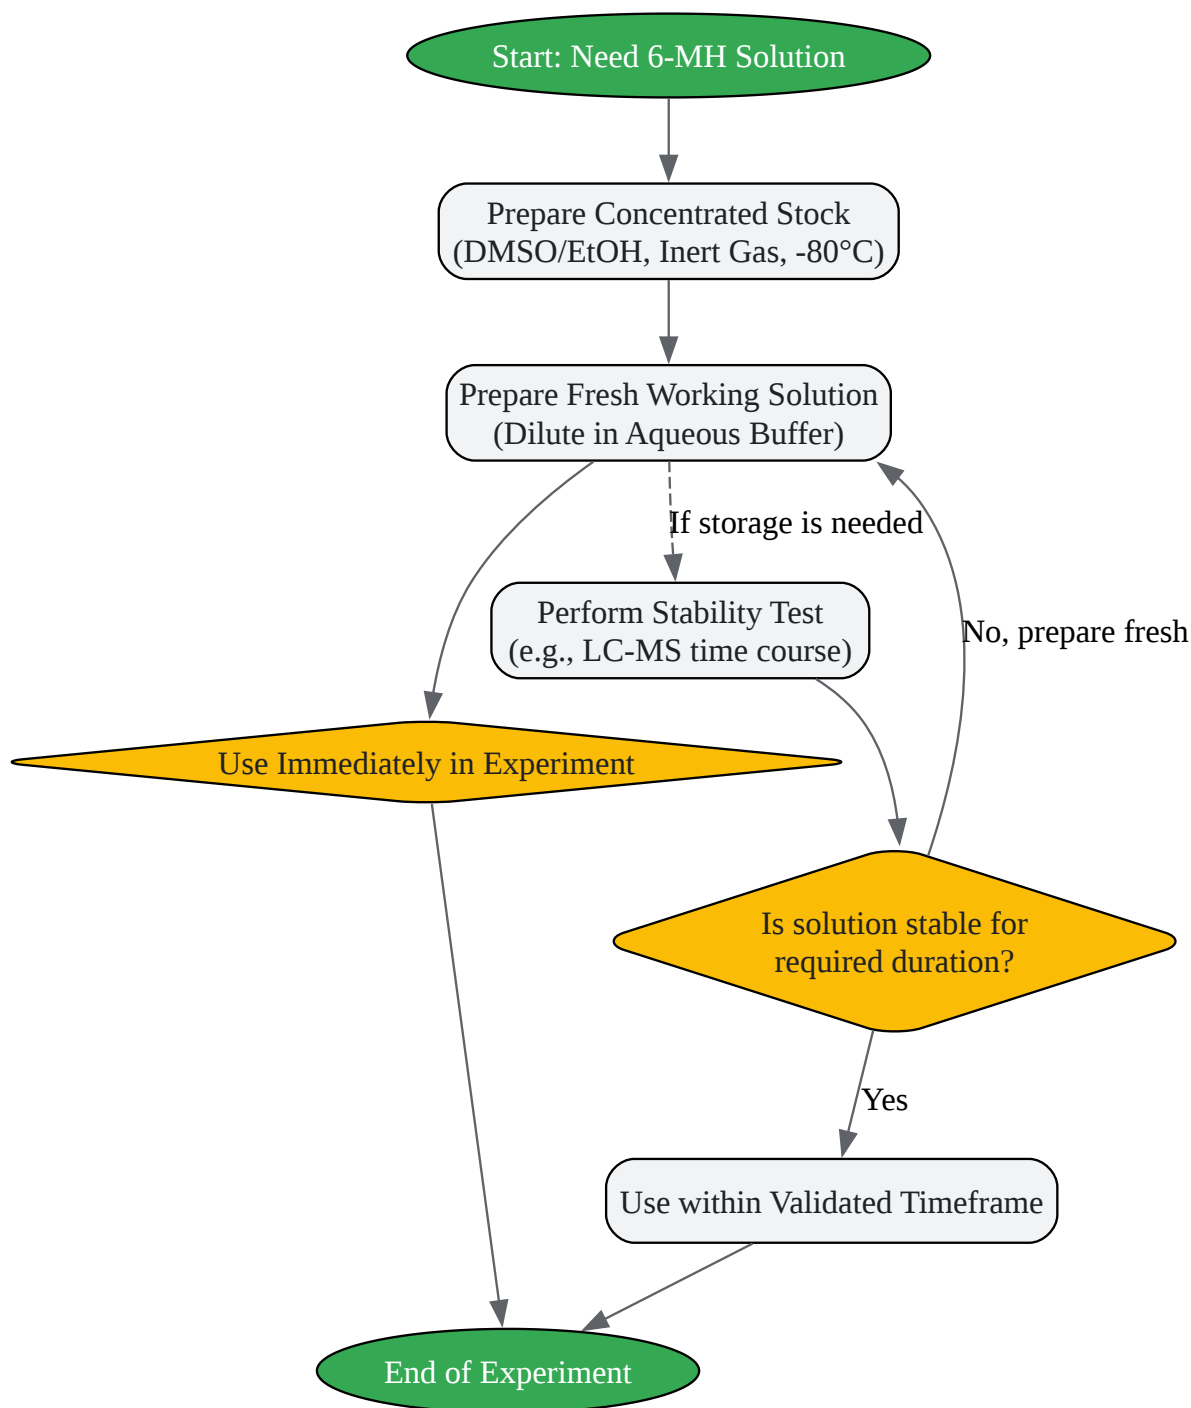 Start: Need 6-MH Solution
Prepare Concentrated Stock
(DMSO/EtOH, Inert Gas, -80°C)
Prepare Fresh Working Solution
(Dilute in Aqueous Buffer)
If storage is needed
Perform Stability Test
(e.g., LC-MS time course)
No, prepare fresh
Use Immediately in Experiment
Is solution stable for
required duration?
Yes
Use within Validated Timeframe
End of Experiment